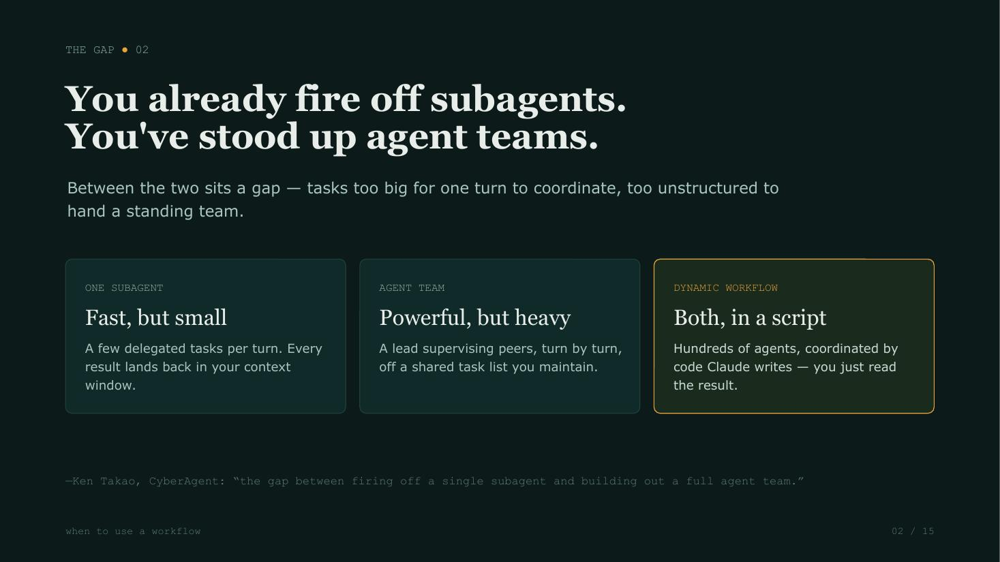 THE GAP ● 02
You already fire off subagents.
You've stood up agent teams.
Between the two sits a gap — tasks too big for one turn to coordinate, too unstructured to
hand a standing team.
ONE SUBAGENT
Fast, but small
A few delegated tasks per turn. Every
result lands back in your context
window.
AGENT TEAM
Powerful, but heavy
A lead supervising peers, turn by turn,
off a shared task list you maintain.
DYNAMIC WORKFLOW
Both, in a script
Hundreds of agents, coordinated by
code Claude writes — you just read
the result.
—Ken Takao, CyberAgent: “the gap between firing off a single subagent and building out a full agent team.”
when to use a workflow
02 / 15